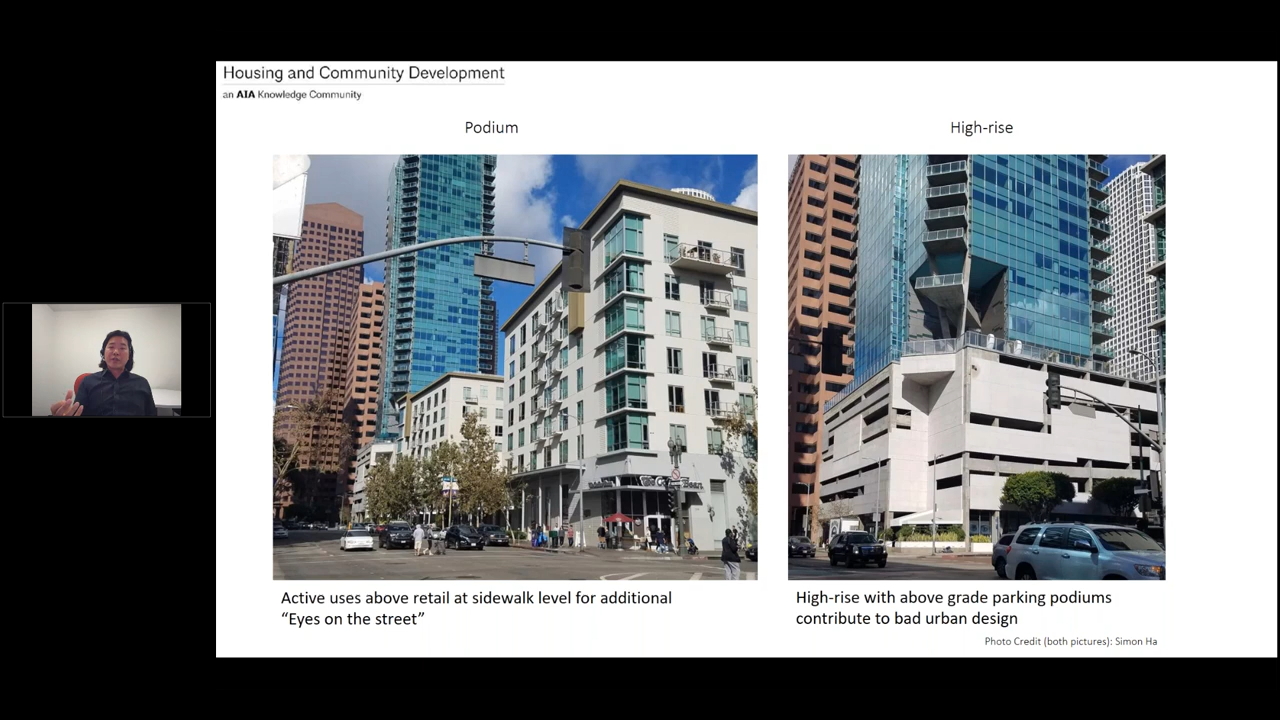 Housing and Community Development
an AIA Knowledge Community
Podium
High-rise
Active uses above retail at sidewalk level for additional
“Eyes on the street”
High-rise with above grade parking podiums
contribute to bad urban design
Photo Credit (both pictures): Simon Ha